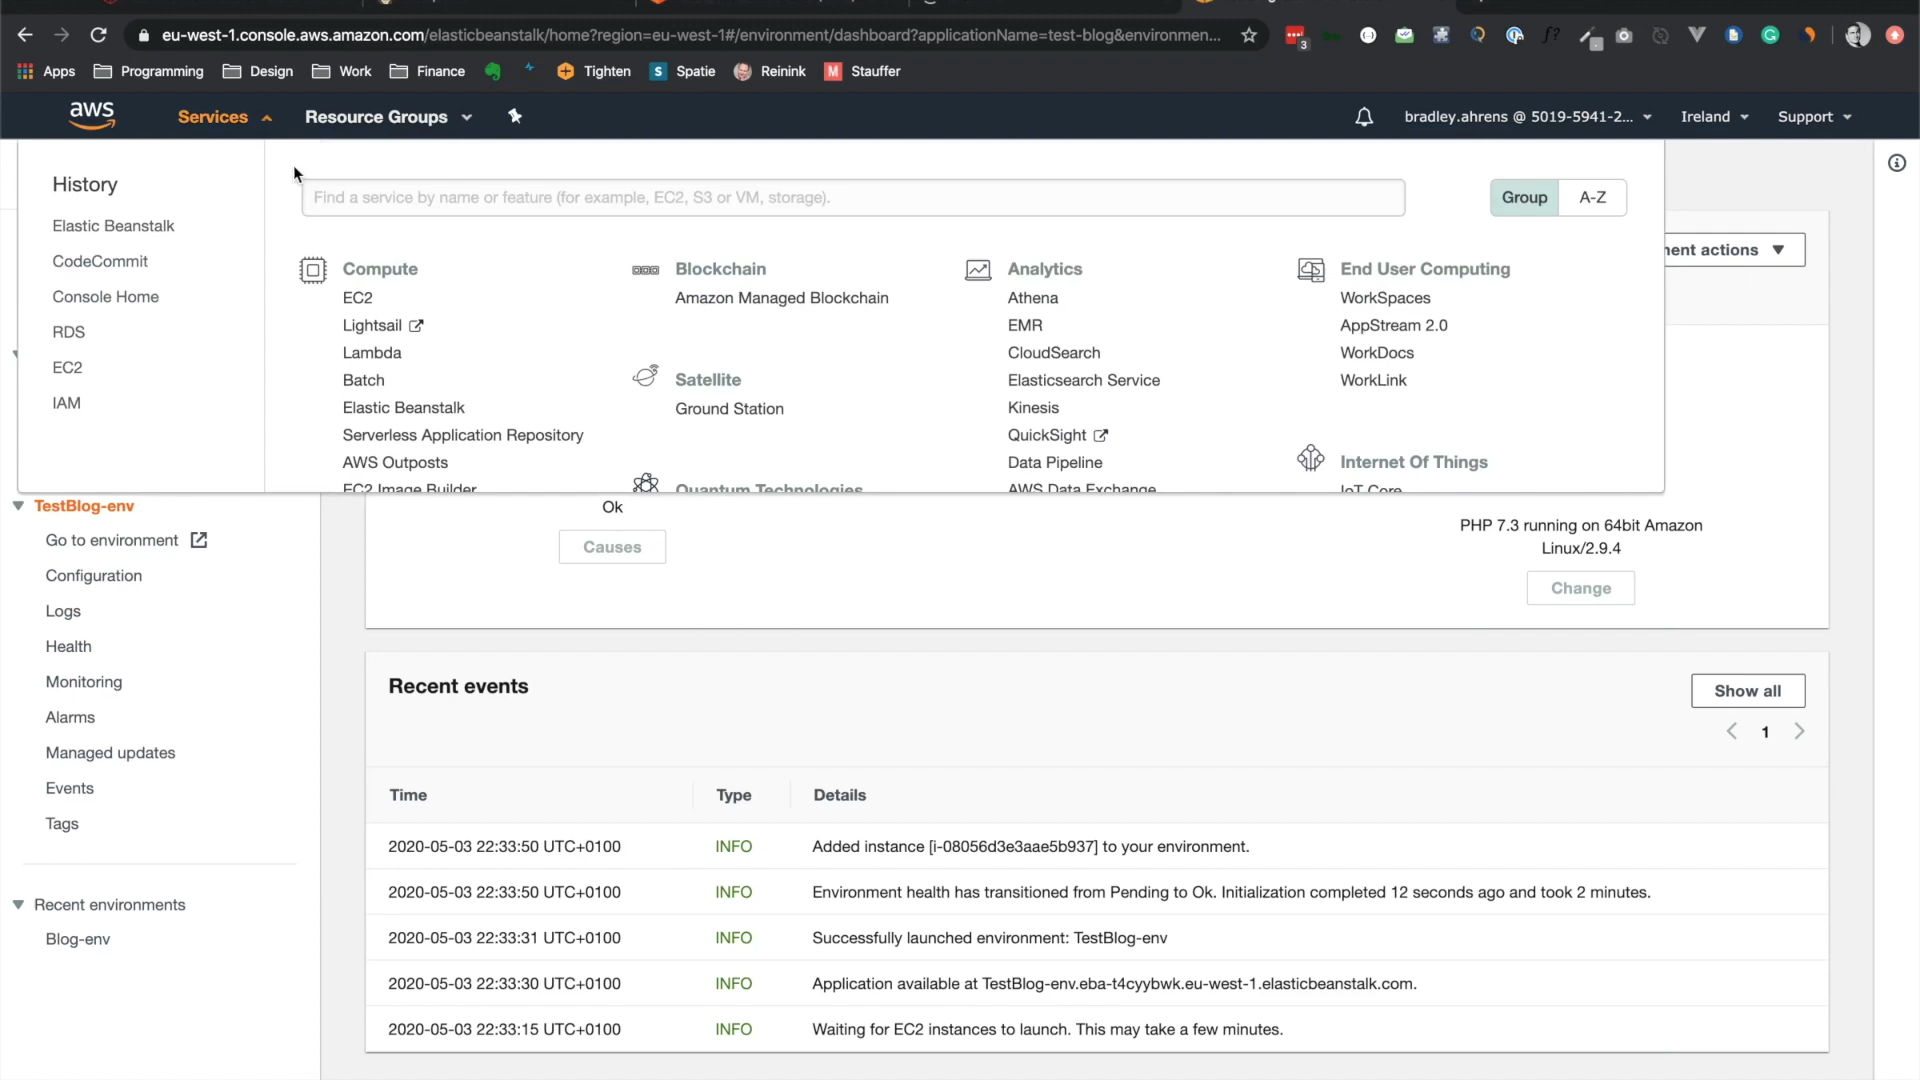 eu-west-1.console.aws.amazon.com/elasticbeanstalk/home?region=eu-west-1#/environment/dashboard?applicationName=test-blog&environmen...
3
Apps
Programming
Design
Work
Finance
Tighten
S
Spatie
Reinink
M
Stauffer
aws
Services
Resource Groups
bradley.ahrens @ 5019-5941-2...
Ireland
Support
History
Elastic Beanstalk
CodeCommit
Console Home
RDS
EC2
IAM
Find a service by name or feature (for example, EC2, S3 or VM, storage).
Group
A-Z
Compute
EC2
Lightsail
Lambda
Batch
Elastic Beanstalk
Serverless Application Repository
AWS Outposts
EC2 Image Builder
Blockchain
Amazon Managed Blockchain
Satellite
Ground Station
Quantum Technologies
Analytics
Athena
EMR
CloudSearch
Elasticsearch Service
Kinesis
QuickSight
Data Pipeline
AWS Data Exchange
End User Computing
WorkSpaces
AppStream 2.0
WorkDocs
WorkLink
Internet Of Things
IoT Core
actions
TestBlog-env
Go to environment
Configuration
Logs
Health
Monitoring
Alarms
Managed updates
Events
Tags
Recent environments
Blog-env
Ok
Causes
PHP 7.3 running on 64bit Amazon
Linux/2.9.4
Change
Recent events
Show all
1
Time Type Details
2020-05-03 22:33:50 UTC+0100 INFO Added instance [i-08056d3e3aae5b937] to your environment.
2020-05-03 22:33:50 UTC+0100 INFO Environment health has transitioned from Pending to Ok. Initialization completed 12 seconds ago and took 2 minutes.
2020-05-03 22:33:31 UTC+0100 INFO Successfully launched environment: TestBlog-env
2020-05-03 22:33:30 UTC+0100 INFO Application available at TestBlog-env.eba-t4cyybwk.eu-west-1.elasticbeanstalk.com.
2020-05-03 22:33:15 UTC+0100 INFO Waiting for EC2 instances to launch. This may take a few minutes.